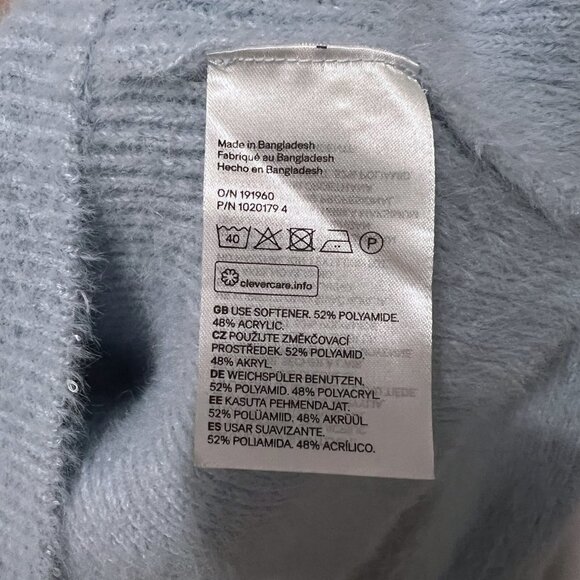 Made in Bangladesh
Fabriqué au Bangladesh
Hecho en Bangladesh
O/N 191960
P/N 1020179 4
40 P
clevercare.info
GB USE SOFTENER. 52% POLYAMIDE.
48% ACRYLIC.
CZ POUŽIJTE ZMĚKČOVACÍ
PROSTŘEDEK. 52% POLYAMID.
48% AKRYL.
DE WEICHSPÜLER BENUTZEN.
52% POLYAMID. 48% POLYACRYL.
EE KASUTA PEHMENDAJAT.
52% POLÜAMIID. 48% AKRÜÜL.
ES USAR SUAVIZANTE.
52% POLIAMIDA. 48% ACRÍLICO.